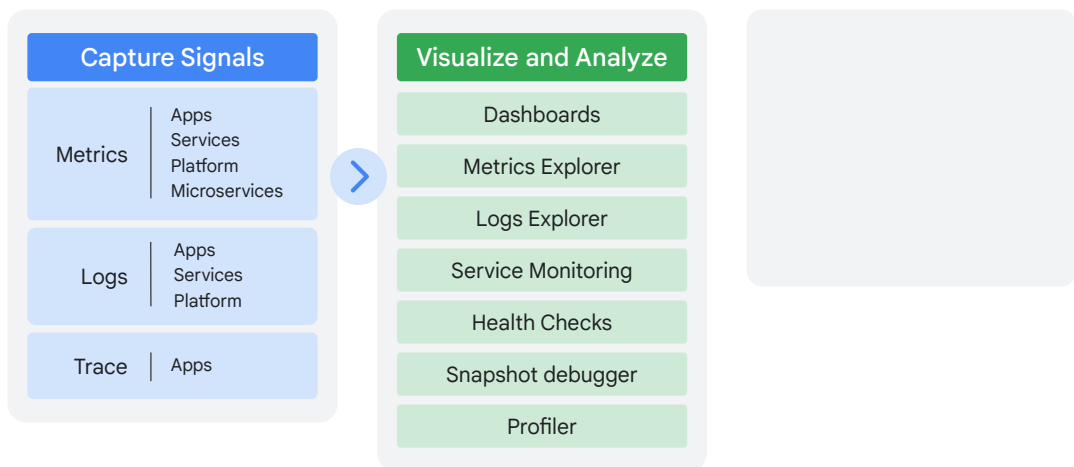 Capture Signals
Metrics
Apps
Services
Platform
Microservices
Logs
Apps
Services
Platform
Trace
Apps
Visualize and Analyze
Dashboards
Metrics Explorer
Logs Explorer
Service Monitoring
Health Checks
Snapshot debugger
Profiler